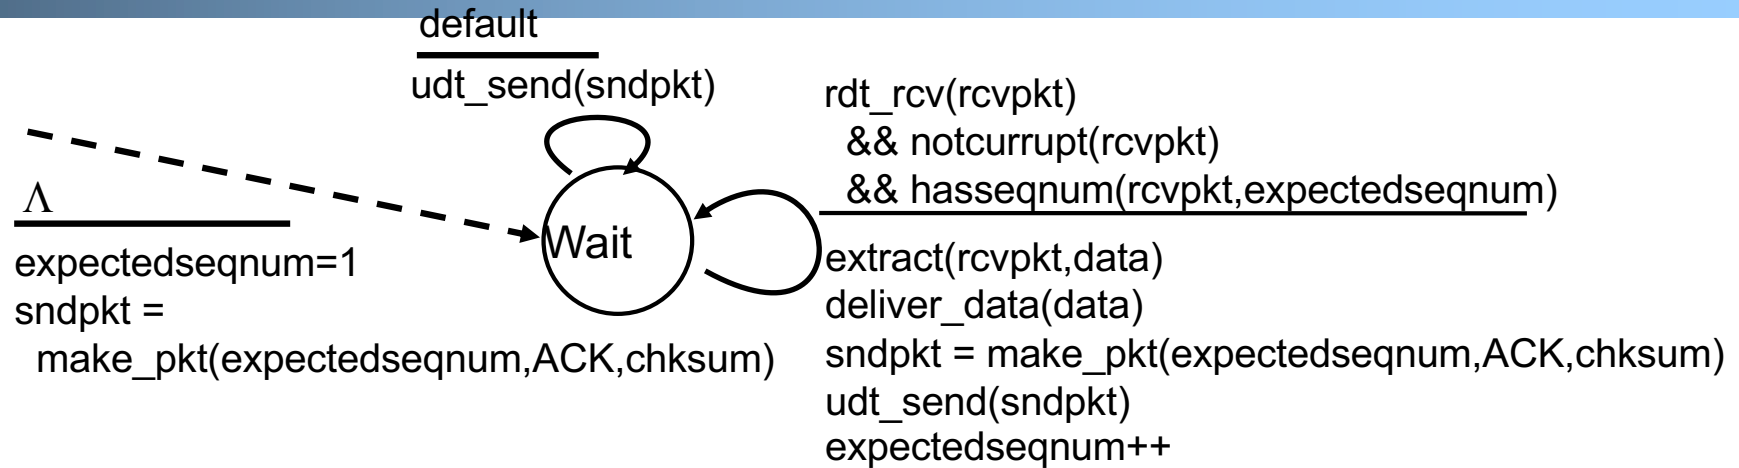 default
udt_send(sndpkt)
rdt_rcv(rcvpkt)
&& notcurrupt(rcvpkt)
&& hasseqnum(rcvpkt,expectedseqnum)
Λ
Wait
expectedseqnum=1
sndpkt =
make_pkt(expectedseqnum,ACK,chksum)
extract(rcvpkt,data)
deliver_data(data)
sndpkt = make_pkt(expectedseqnum,ACK,chksum)
udt_send(sndpkt)
expectedseqnum++